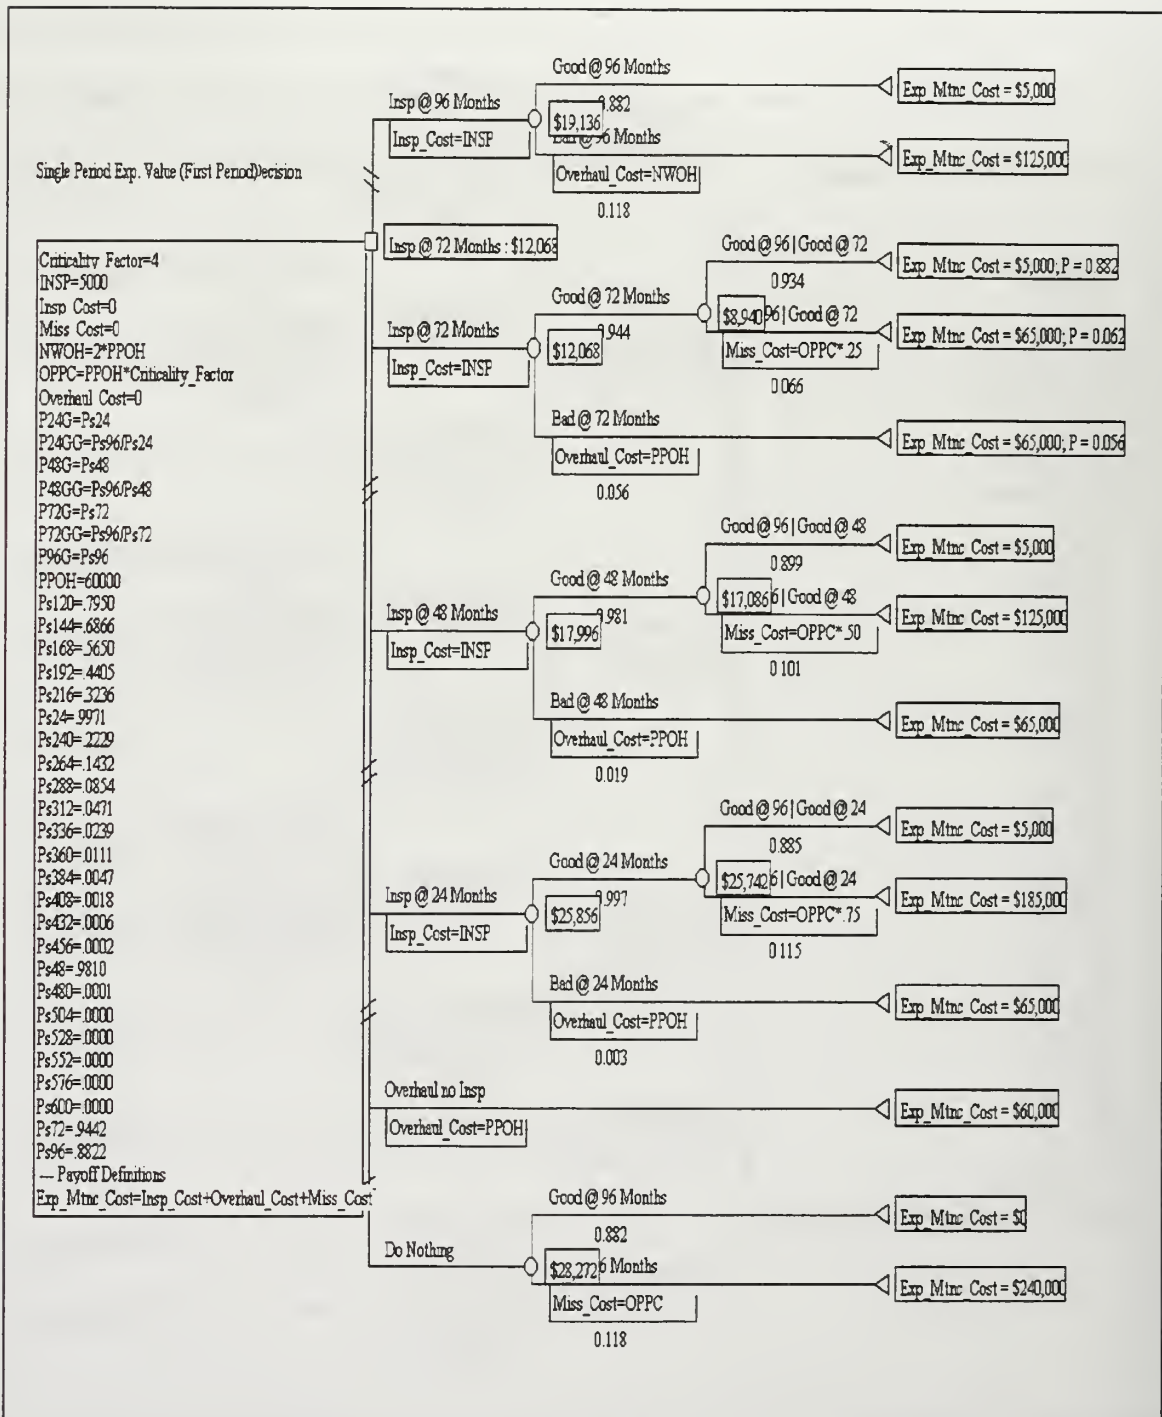 Single Period Exp. Value (First Period)Decision
Criticality Factor=4
INSP=5000
Insp Cost=0
Miss Cost=0
NWOH=2*PPOH
OPPC=PPOH*Criticality_Factor
Overhaul Cost=0
P24G=Ps24
P24GG=Ps96/Ps24
P48G=Ps48
P48GG=Ps96/Ps48
P72G=Ps72
P72GG=Ps96/Ps72
P96G=Ps96
PPOH=60000
Ps120=.7950
Ps144=.6866
Ps168=.5650
Ps192=.4405
Ps216=.3236
Ps24=.9971
Ps240=.2229
Ps264=.1432
Ps288=.0854
Ps312=.0471
Ps336=.0239
Ps360=.0111
Ps384=.0047
Ps408=.0018
Ps432=.0006
Ps456=.0002
Ps48=.9810
Ps480=.0001
Ps504=.0000
Ps528=.0000
Ps552=.0000
Ps576=.0000
Ps600=.0000
Ps72=.9442
Ps96=.8822
--- Payoff Definitions
Exp_Mtnc_Cost=Insp_Cost+Overhaul_Cost+Miss_Cost
Insp @ 96 Months
Insp_Cost=INSP
$19,136
Good @ 96 Months
0.882
Exp_Mtnc_Cost = $5,000
@ 96 Months
Overhaul_Cost=NWOH
0.118
Exp_Mtnc_Cost = $125,000
Insp @ 72 Months : $12,068
Insp @ 72 Months
Insp_Cost=INSP
$12,068
Good @ 72 Months
.944
$8,940
Good @ 96 | Good @ 72
0.934
Exp_Mtnc_Cost = $5,000; P = 0.882
96 | Good @ 72
Miss_Cost=OPPC*.25
0.066
Exp_Mtnc_Cost = $65,000; P = 0.062
Bad @ 72 Months
Overhaul_Cost=PPOH
0.056
Exp_Mtnc_Cost = $65,000; P = 0.056
Insp @ 48 Months
Insp_Cost=INSP
$17,996
Good @ 48 Months
.981
$17,086
Good @ 96 | Good @ 48
0.899
Exp_Mtnc_Cost = $5,000
6 | Good @ 48
Miss_Cost=OPPC*.50
0.101
Exp_Mtnc_Cost = $125,000
Bad @ 48 Months
Overhaul_Cost=PPOH
0.019
Exp_Mtnc_Cost = $65,000
Insp @ 24 Months
Insp_Cost=INSP
$25,856
Good @ 24 Months
.997
$25,742
Good @ 96 | Good @ 24
0.885
Exp_Mtnc_Cost = $5,000
6 | Good @ 24
Miss_Cost=OPPC*.75
0.115
Exp_Mtnc_Cost = $185,000
Bad @ 24 Months
Overhaul_Cost=PPOH
0.003
Exp_Mtnc_Cost = $65,000
Overhaul no Insp
Overhaul_Cost=PPOH
Exp_Mtnc_Cost = $60,000
Do Nothing
$28,272
Good @ 96 Months
0.882
Exp_Mtnc_Cost = $0
6 Months
Miss_Cost=OPPC
0.118
Exp_Mtnc_Cost = $240,000